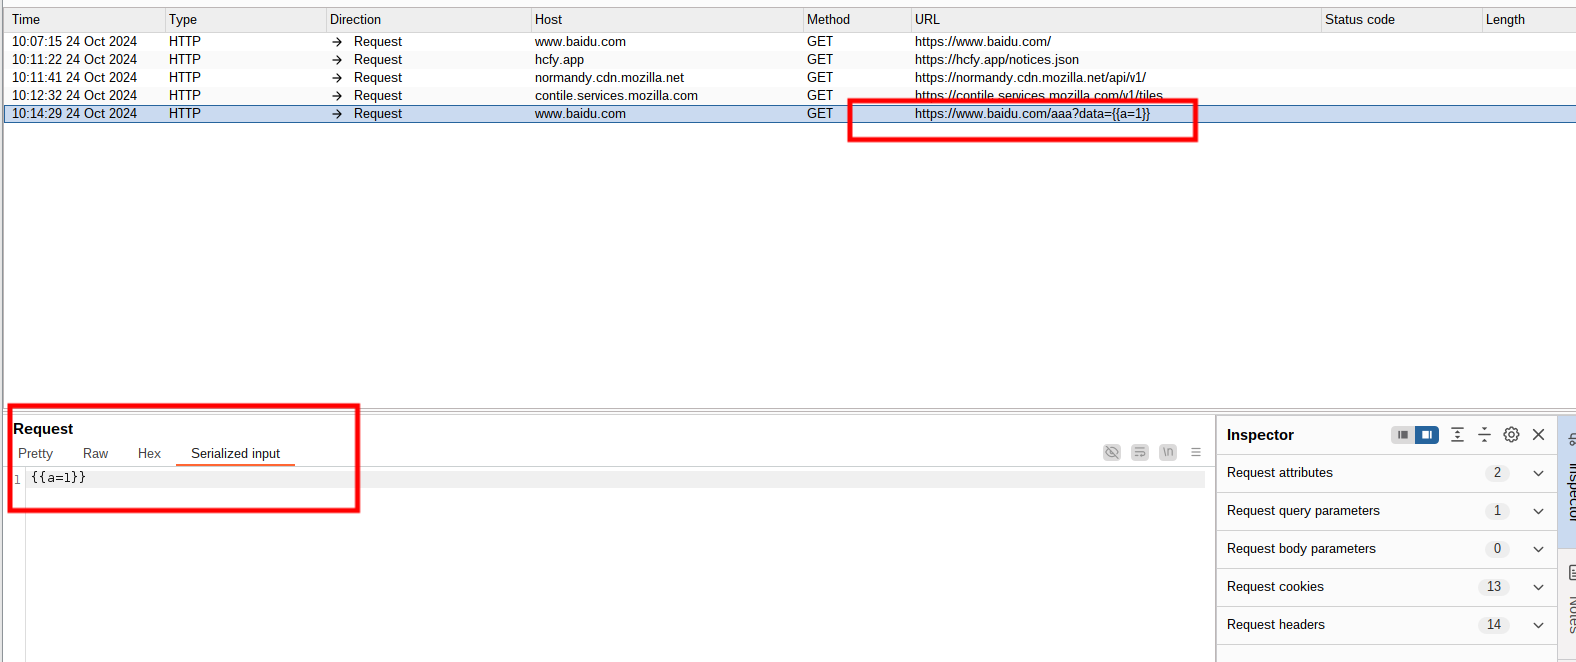 Time Type Direction Host Method URL Status code Length
10:07:15 24 Oct 2024 HTTP → Request www.baidu.com GET https://www.baidu.com/
10:11:22 24 Oct 2024 HTTP → Request hcfy.app GET https://hcfy.app/notices.json
10:11:41 24 Oct 2024 HTTP → Request normandy.cdn.mozilla.net GET https://normandy.cdn.mozilla.net/api/v1/
10:12:32 24 Oct 2024 HTTP → Request contile.services.mozilla.com GET https://contile.services.mozilla.com/v1/tiles
10:14:29 24 Oct 2024 HTTP → Request www.baidu.com GET https://www.baidu.com/aaa?data={{a=1}}
Request
Pretty Raw Hex Serialized input
\n
1 {{a=1}}
Inspector
Request attributes 2
Request query parameters 1
Request body parameters 0
Request cookies 13
Request headers 14
Inspector
Notes